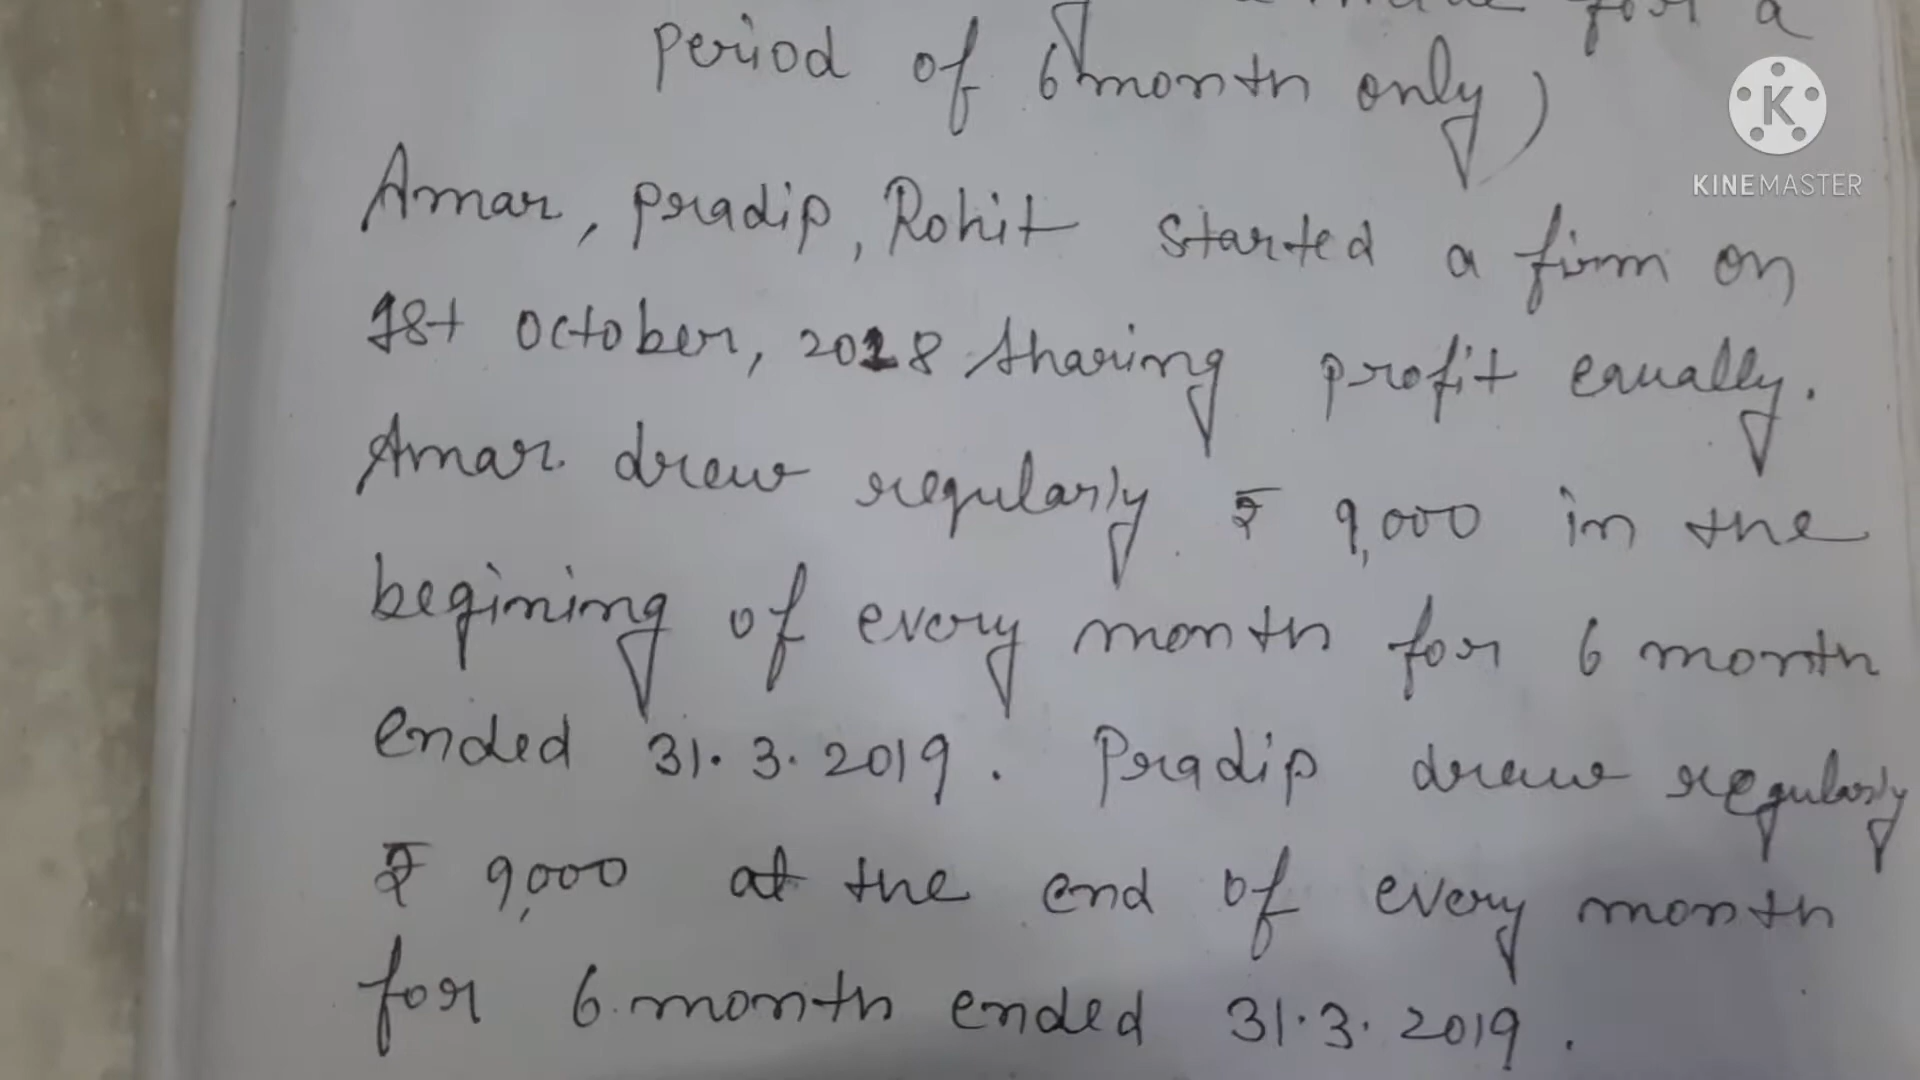 for a
period of 6 month only)
Amar, Pradip, Rohit started a firm on
1st October, 2018 sharing profit equally.
Amar drew regularly ₹ 9,000 in the
begining of every month for 6 month
ended 31.3.2019. Pradip drew regularly
₹ 9,000 at the end of every month
for 6 month ended 31.3.2019.
K
KINEMASTER